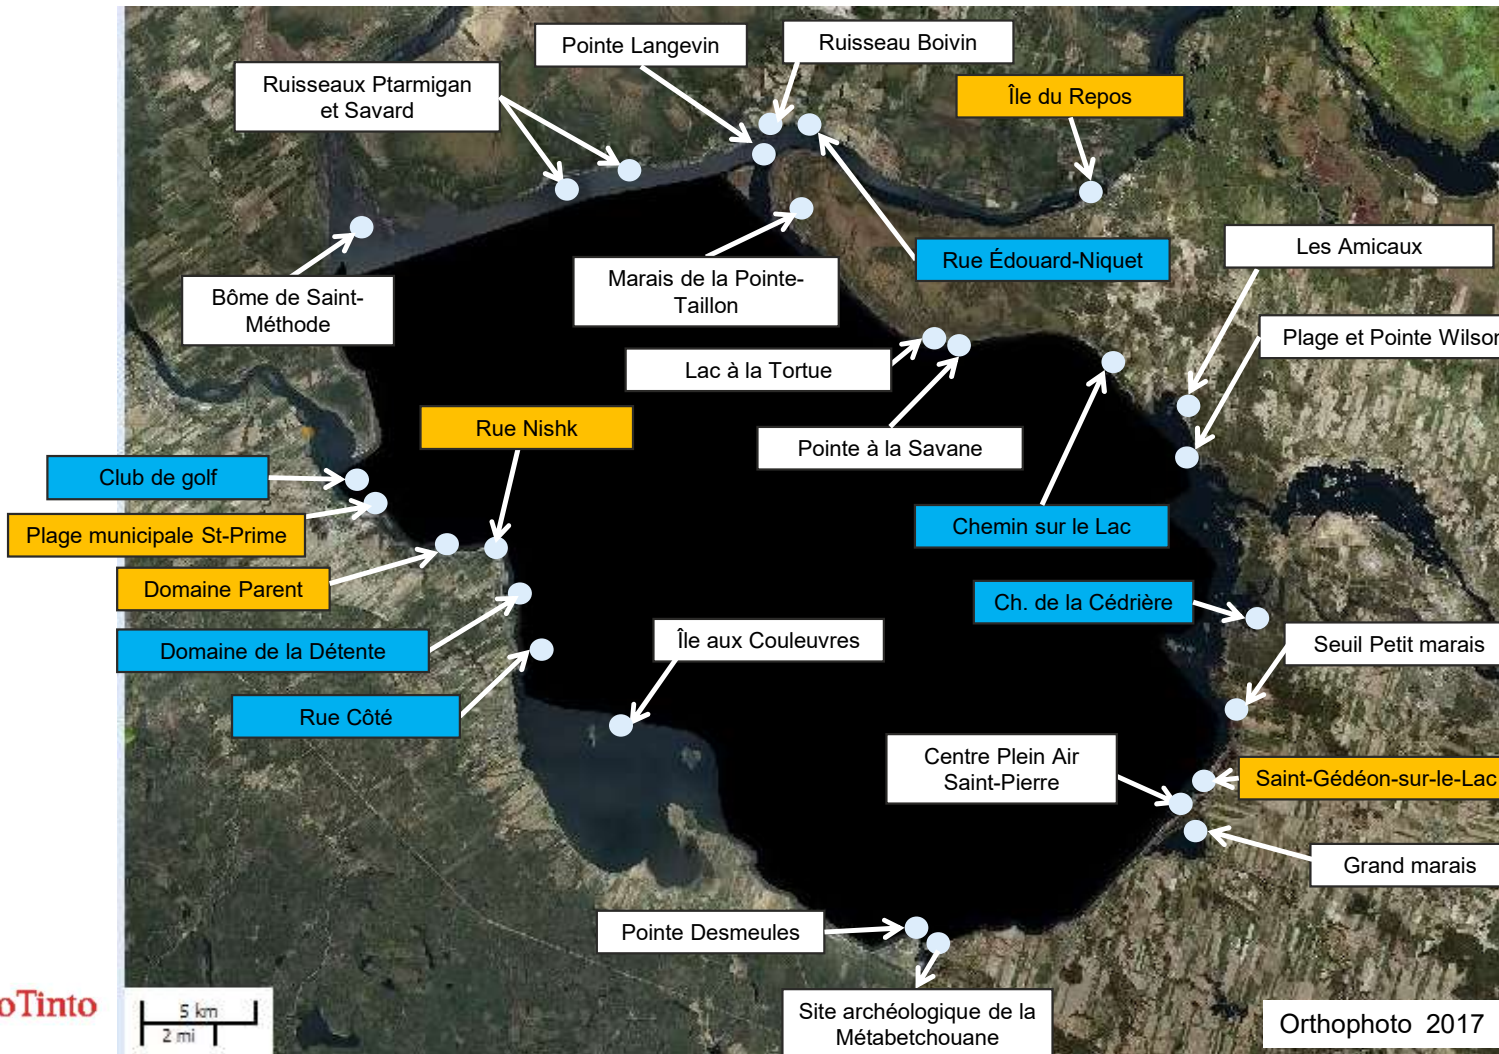 Pointe Langevin
Ruisseau Boivin
Ruisseaux Ptarmigan
et Savard
Île du Repos
Rue Édouard-Niquet
Les Amicaux
Marais de la Pointe-
Taillon
Bôme de Saint-
Méthode
Plage et Pointe Wilson
Lac à la Tortue
Rue Nishk
Pointe à la Savane
Club de golf
Plage municipale St-Prime
Chemin sur le Lac
Domaine Parent
Ch. de la Cédrière
Domaine de la Détente
Île aux Couleuvres
Seuil Petit marais
Rue Côté
Centre Plein Air
Saint-Pierre
Saint-Gédéon-sur-le-Lac
Grand marais
Pointe Desmeules
Site archéologique de la
Métabetchouane
oTinto
5 km
2 mi
Orthophoto 2017